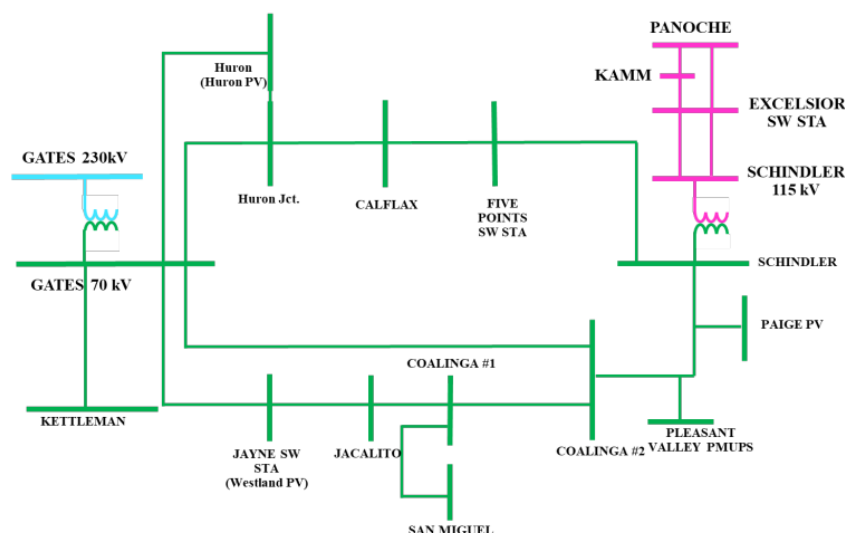 PANOCHE
Huron
(Huron PV)
KAMM
EXCELSIOR
SW STA
GATES 230kV
SCHINDLER
115 kV
Huron Jct.
CALFLAX
FIVE
POINTS
SW STA
GATES 70 kV
SCHINDLER
PAIGE PV
COALINGA #1
KETTLEMAN
JAYNE SW
STA
(Westland PV)
JACALITO
COALINGA #2
PLEASANT
VALLEY PMUPS
SAN MIGUEL